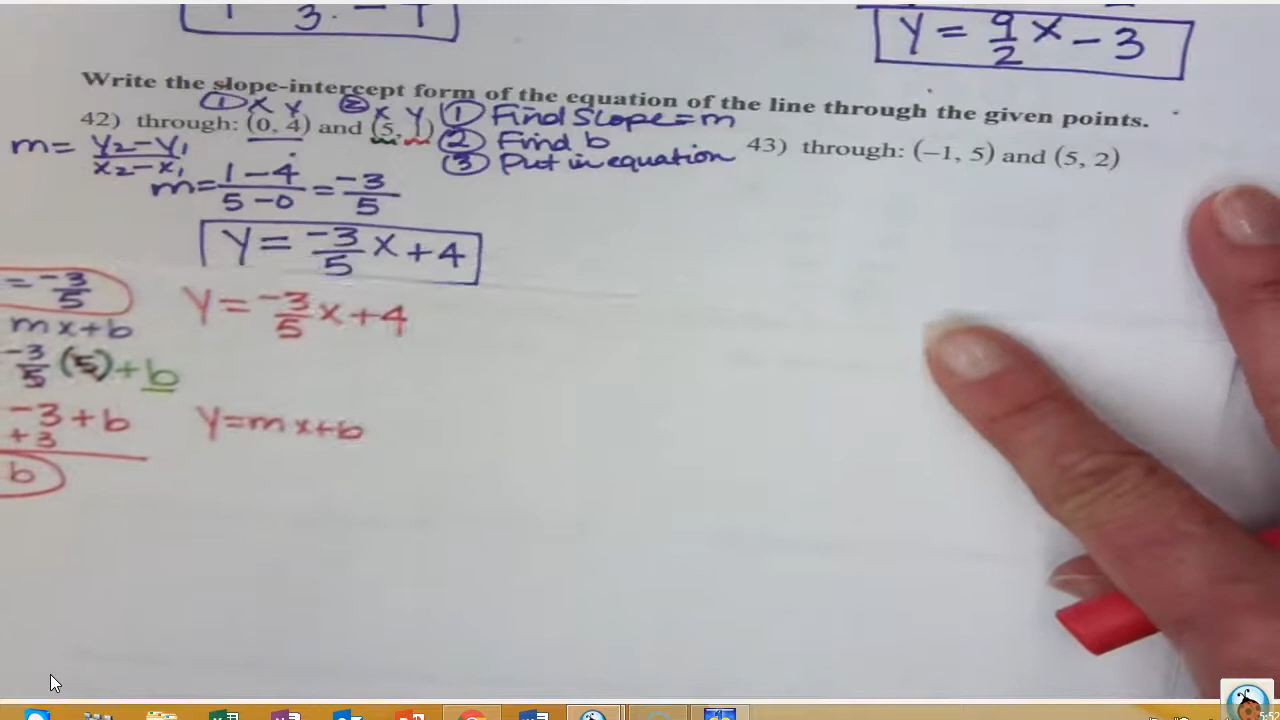 y = 9/2 x - 3
Write the slope-intercept form of the equation of the line through the given points.
① X Y ② X Y
42) through: (0, 4) and (5, 1)
① Find Slope = m
② Find b
③ Put in equation
43) through: (−1, 5) and (5, 2)
m = y₂ - y₁ / x₂ - x₁
m = 1 - 4 / 5 - 0 = -3/5
y = -3/5 x + 4
= -3/5
y = -3/5 x + 4
mx + b
-3/5 (5) + b
-3 + b
y = mx + b
+3
b